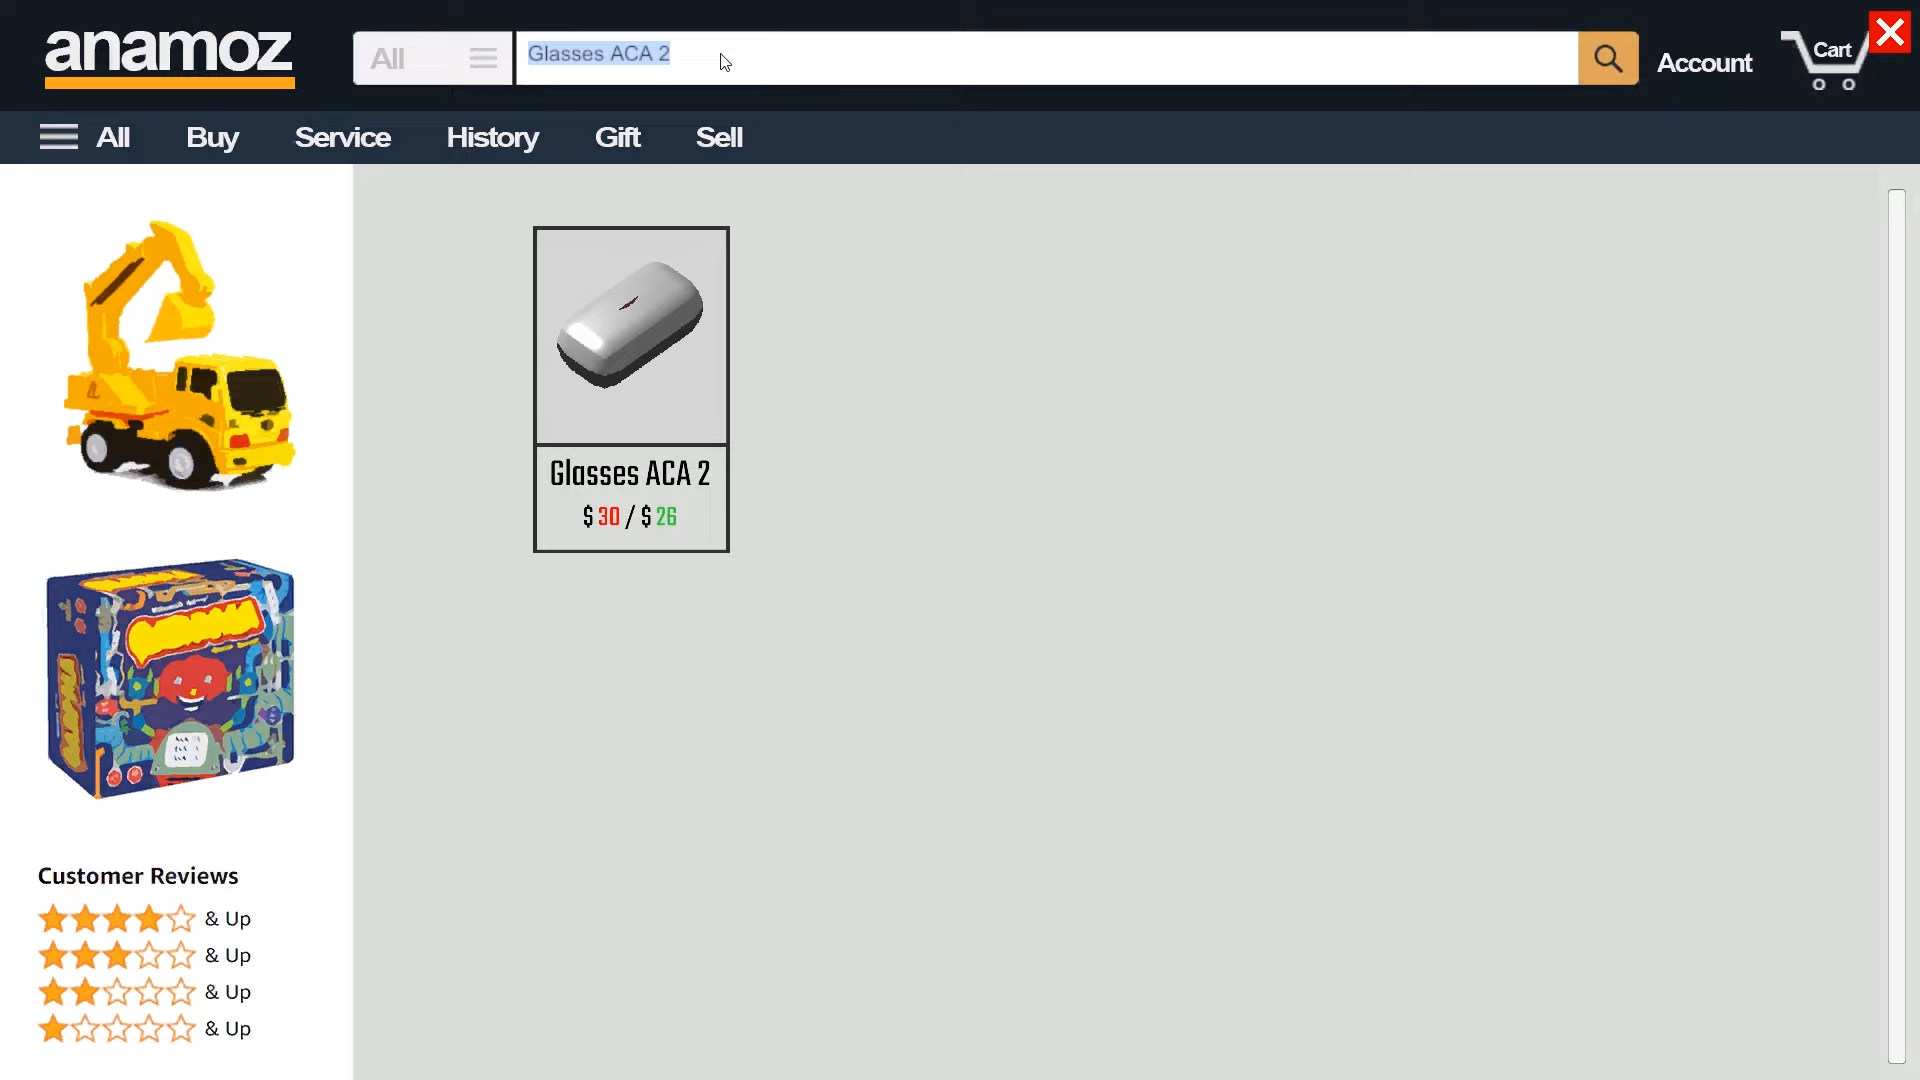 anamoz
All
Glasses ACA 2
Account
Cart
All Buy Service History Gift Sell
Glasses ACA 2
$ 30 / $ 26
Customer Reviews
& Up
& Up
& Up
& Up